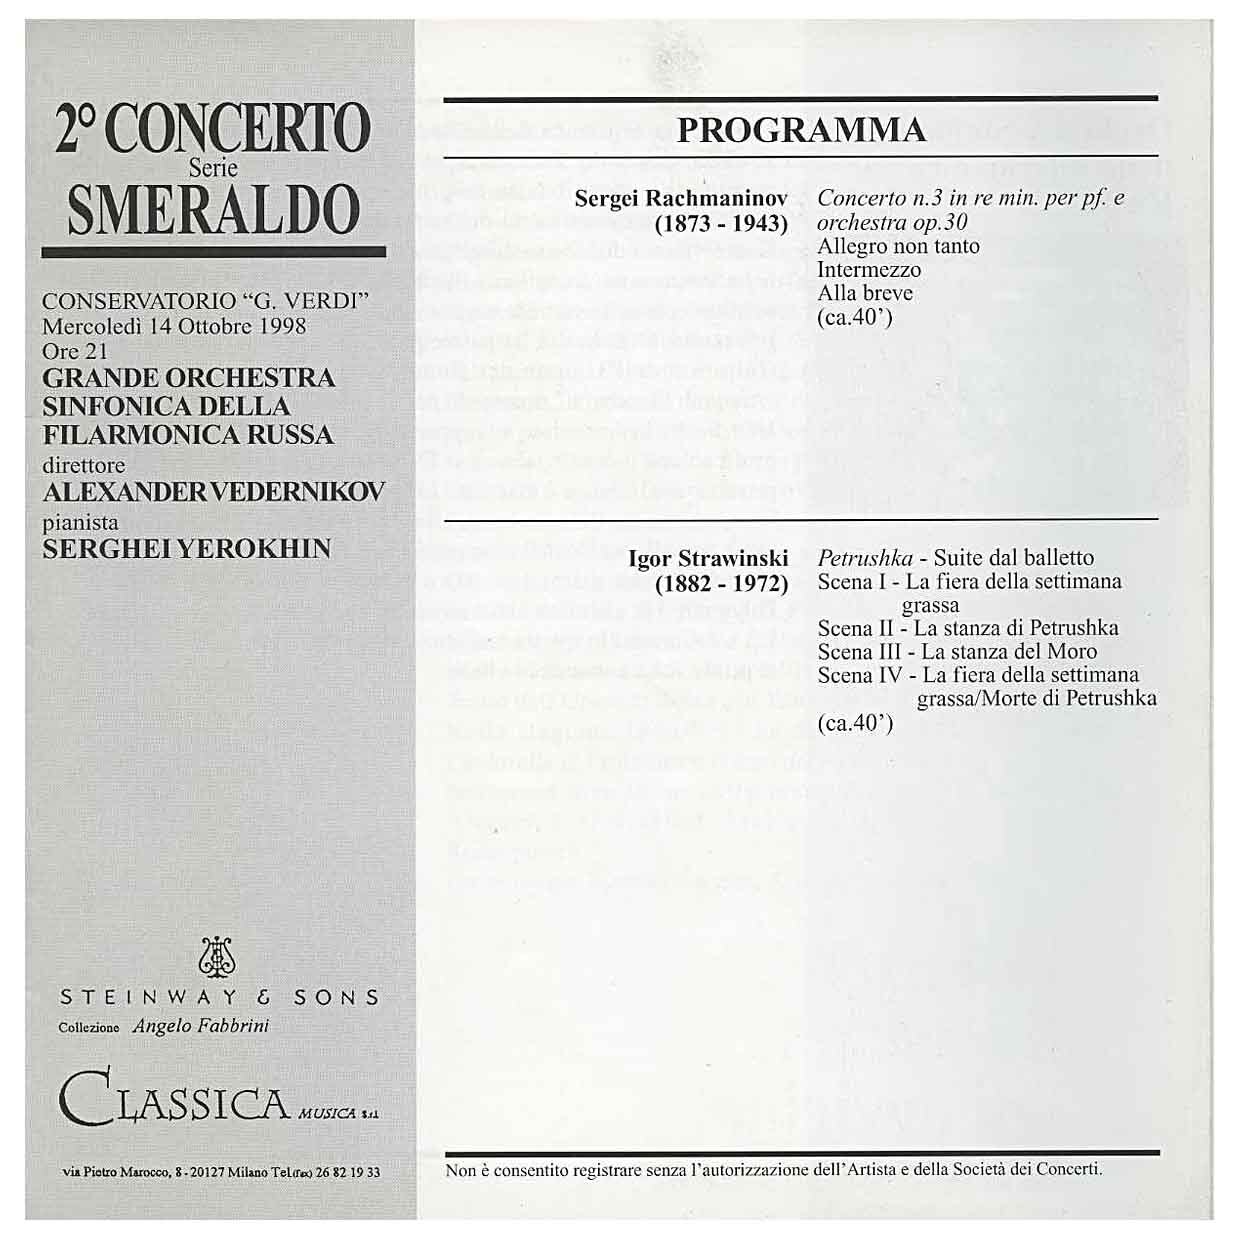 2° CONCERTO
Serie
SMERALDO
CONSERVATORIO “G. VERDI”
Mercoledì 14 Ottobre 1998
Ore 21
GRANDE ORCHESTRA
SINFONICA DELLA
FILARMONICA RUSSA
direttore
ALEXANDER VEDERNIKOV
pianista
SERGHEI YEROKHIN
STEINWAY & SONS
Collezione Angelo Fabbrini
CLASSICA MUSICA s.r.l.
via Pietro Marocco, 8 - 20127 Milano Tel.(Fax) 26 82 19 33
PROGRAMMA
Sergei Rachmaninov
(1873 - 1943)
Concerto n.3 in re min. per pf. e
orchestra op.30
Allegro non tanto
Intermezzo
Alla breve
(ca.40’)
Igor Strawinski
(1882 - 1972)
Petrushka - Suite dal balletto
Scena I - La fiera della settimana
grassa
Scena II - La stanza di Petrushka
Scena III - La stanza del Moro
Scena IV - La fiera della settimana
grassa/Morte di Petrushka
(ca.40’)
Non è consentito registrare senza l’autorizzazione dell’Artista e della Società dei Concerti.